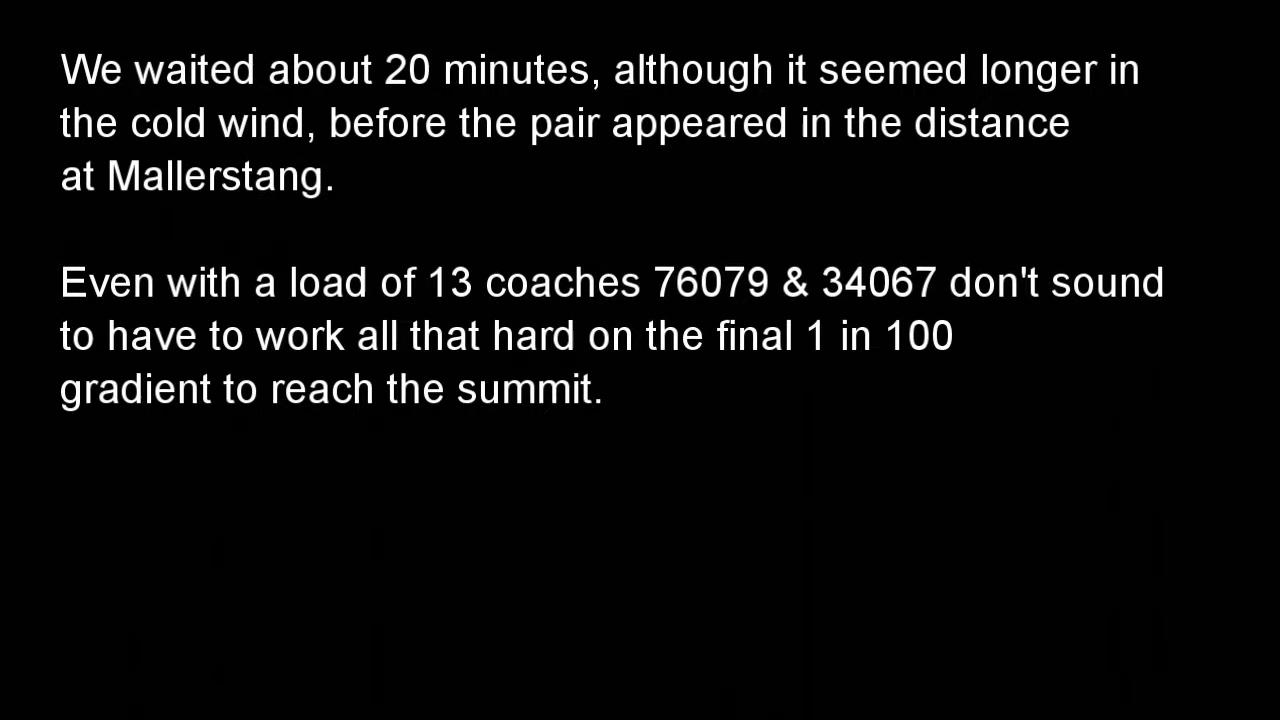 We waited about 20 minutes, although it seemed longer in
the cold wind, before the pair appeared in the distance
at Mallerstang.
Even with a load of 13 coaches 76079 & 34067 don't sound
to have to work all that hard on the final 1 in 100
gradient to reach the summit.